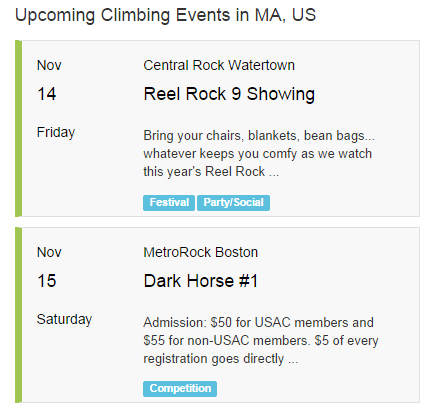 Upcoming Climbing Events in MA, US
Nov
14
Friday
Central Rock Watertown
Reel Rock 9 Showing
Bring your chairs, blankets, bean bags...
whatever keeps you comfy as we watch
this year's Reel Rock ...
Festival Party/Social
Nov
15
Saturday
MetroRock Boston
Dark Horse #1
Admission: $50 for USAC members and
$55 for non-USAC members. $5 of every
registration goes directly ...
Competition